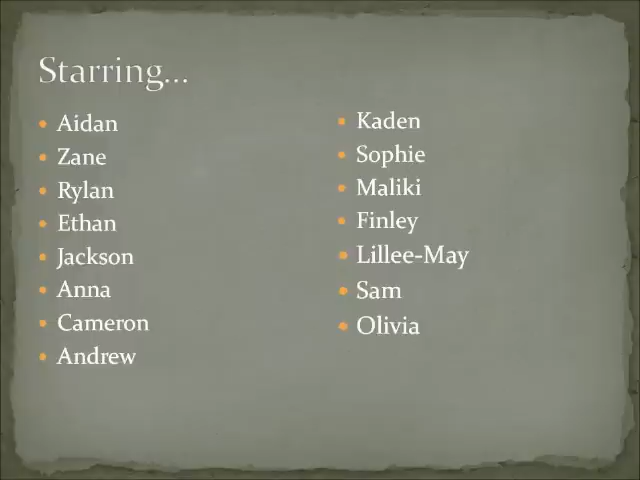 Starring...
Aidan
Zane
Rylan
Ethan
Jackson
Anna
Cameron
Andrew
Kaden
Sophie
Maliki
Finley
Lillee-May
Sam
Olivia